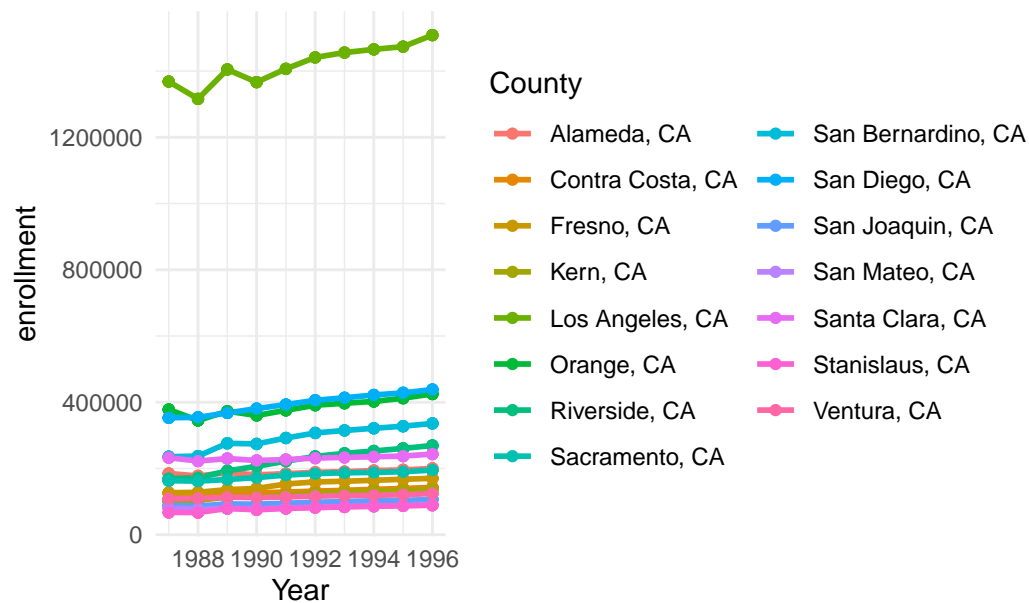 enrollment
1200000
800000
400000
0
1988 1990 1992 1994 1996
Year
County
Alameda, CA
Contra Costa, CA
Fresno, CA
Kern, CA
Los Angeles, CA
Orange, CA
Riverside, CA
Sacramento, CA
San Bernardino, CA
San Diego, CA
San Joaquin, CA
San Mateo, CA
Santa Clara, CA
Stanislaus, CA
Ventura, CA